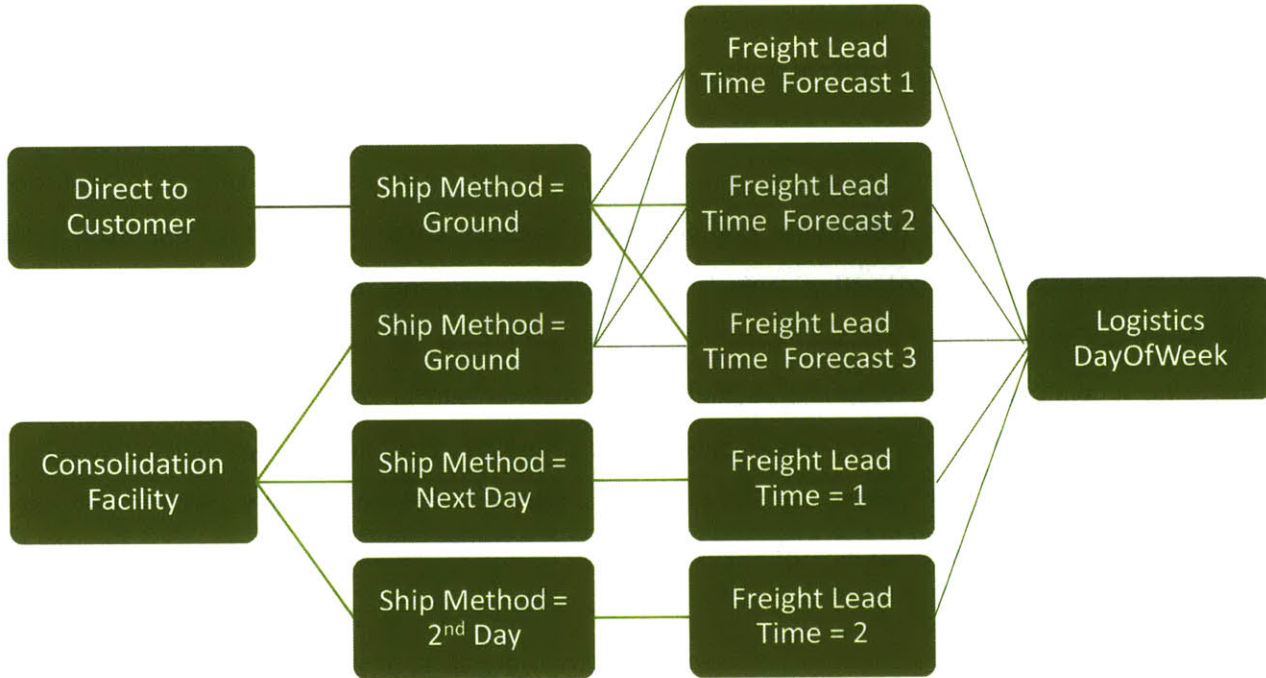 Freight Lead
Time Forecast 1
Direct to
Customer
Ship Method =
Ground
Freight Lead
Time Forecast 2
Ship Method =
Ground
Freight Lead
Time Forecast 3
Logistics
DayOfWeek
Consolidation
Facility
Ship Method =
Next Day
Freight Lead
Time = 1
Ship Method =
2nd Day
Freight Lead
Time = 2